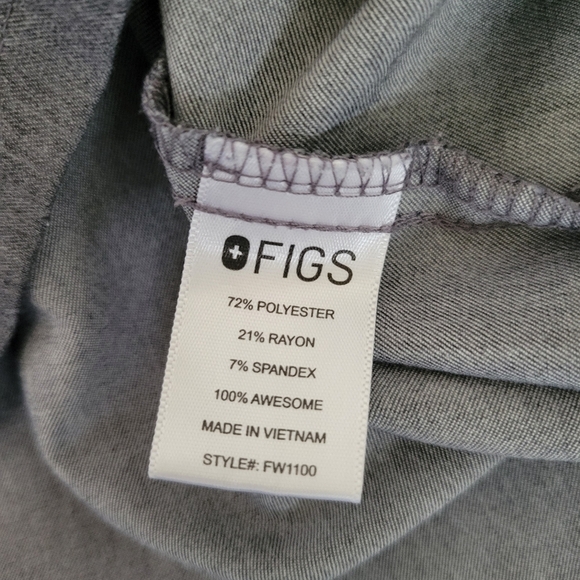 FIGS
72% POLYESTER
21% RAYON
7% SPANDEX
100% AWESOME
MADE IN VIETNAM
STYLE#: FW1100